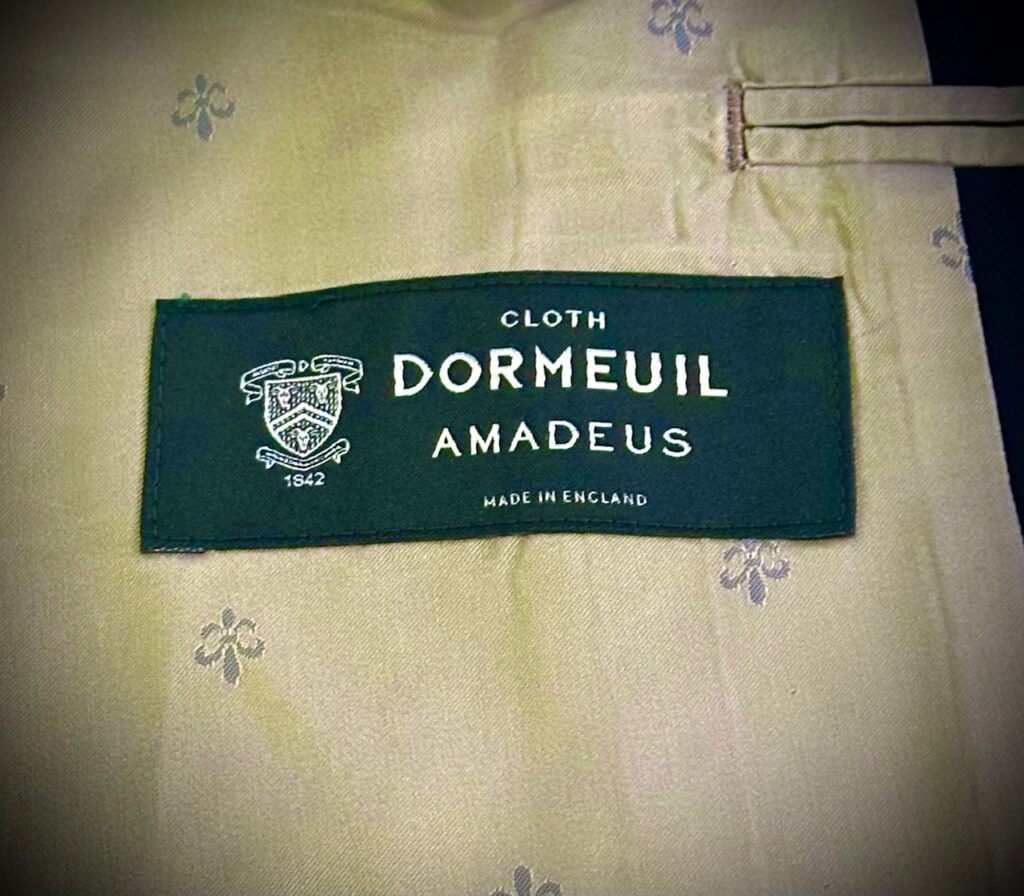 CLOTH
DORMEUIL
AMADEUS
MADE IN ENGLAND
D
1842